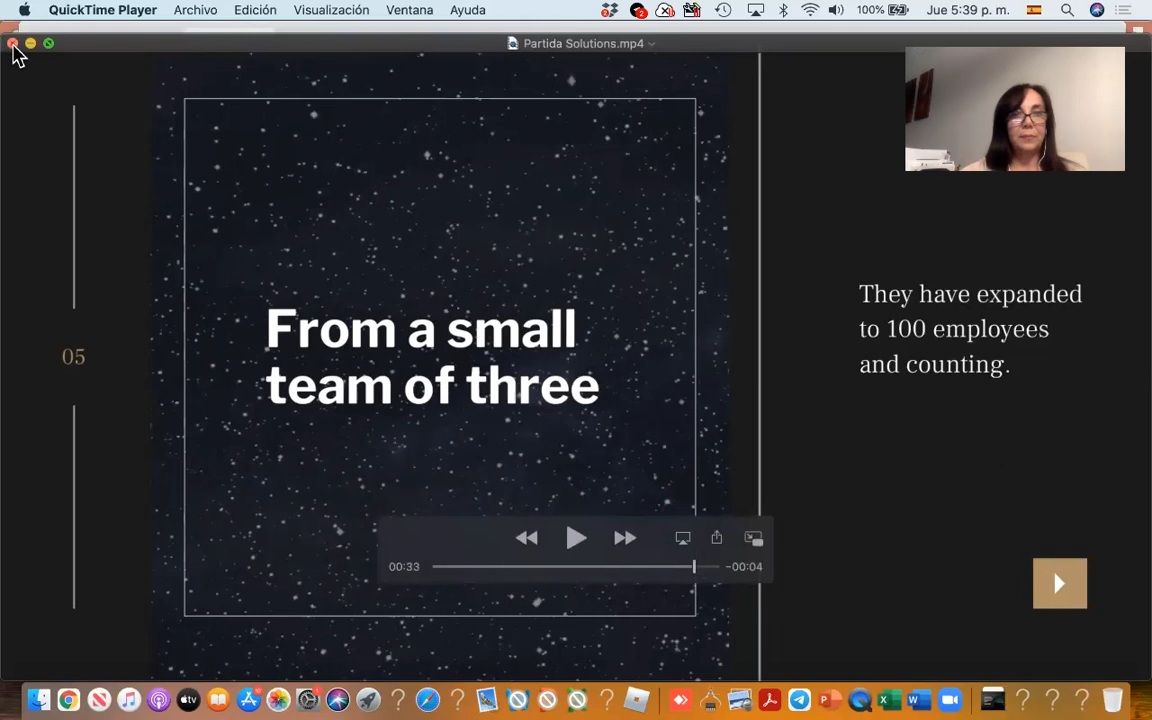 QuickTime Player Archivo Edición Visualización Ventana Ayuda 2 100% Jue 5:39 p. m.
Partida Solutions.mp4
05
From a small
team of three
They have expanded
to 100 employees
and counting.
00:33 -00:04